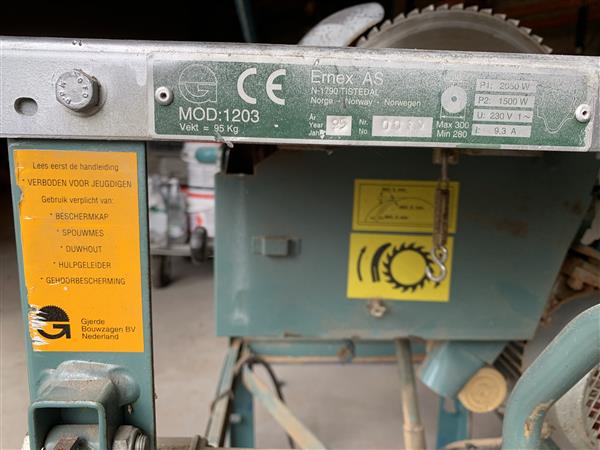 CE
Ernex AS
N-1790 TISTEDAL
Norge - Norway - Norwegen
MOD:1203
Vekt = 95 Kg
År
Year
Jahr
95
Nr.
No.
Max 300
Min 280
P1: 2050 W
P2: 1500 W
U: 230 V
I: 9,3 A
Lees eerst de handleiding
* VERBODEN VOOR JEUGDIGEN
Gebruik verplicht van:
* BESCHERMKAP
* SPOUWMES
* DUWHOUT
* HULPGELEIDER
* GEHOORBESCHERMING
Gjerde
Bouwzagen BV
Nederland